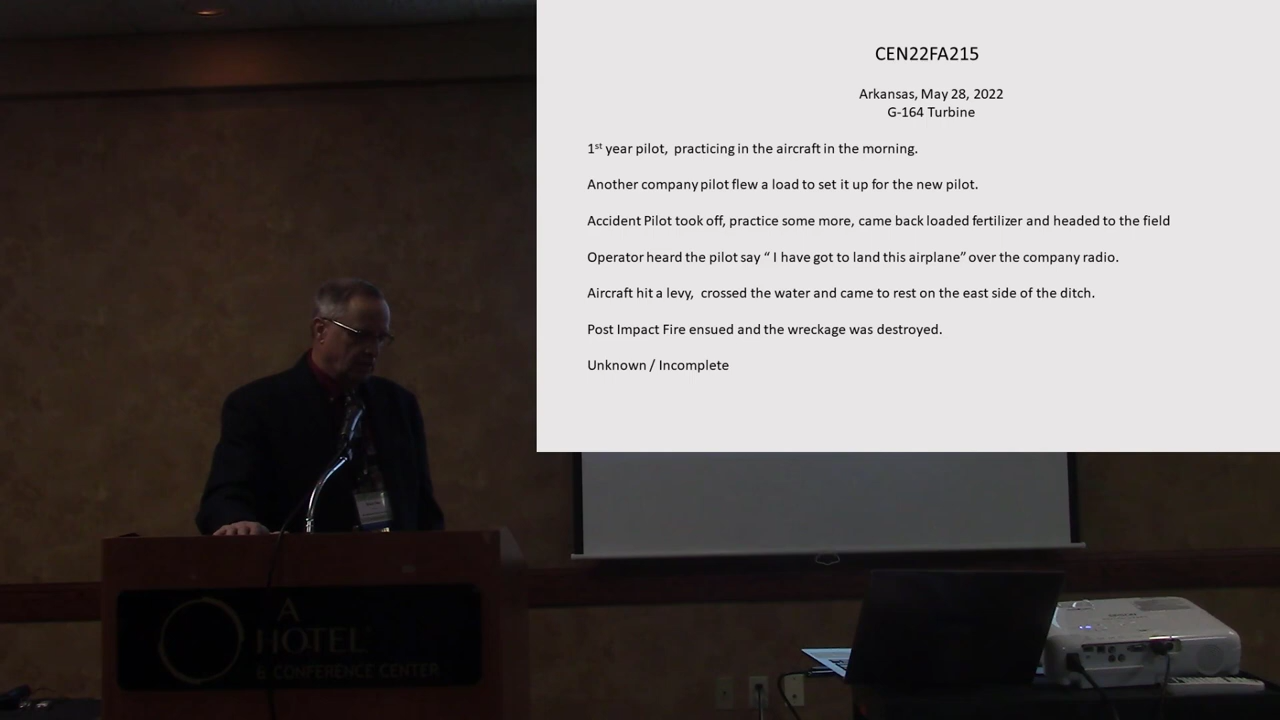 CEN22FA215
Arkansas, May 28, 2022
G-164 Turbine
1st year pilot, practicing in the aircraft in the morning.
Another company pilot flew a load to set it up for the new pilot.
Accident Pilot took off, practice some more, came back loaded fertilizer and headed to the field
Operator heard the pilot say “ I have got to land this airplane” over the company radio.
Aircraft hit a levy, crossed the water and came to rest on the east side of the ditch.
Post Impact Fire ensued and the wreckage was destroyed.
Unknown / Incomplete
A
HOTEL
& CONFERENCE CENTER